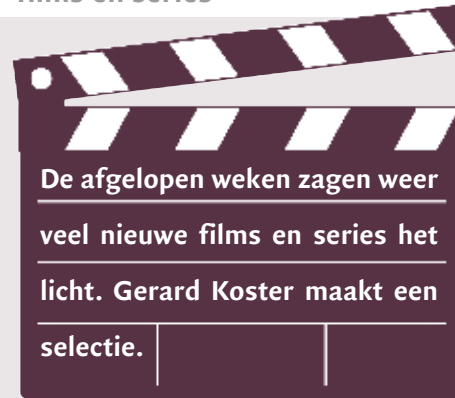 films en series
De afgelopen weken zagen weer
veel nieuwe films en series het
licht. Gerard Koster maakt een
selectie.